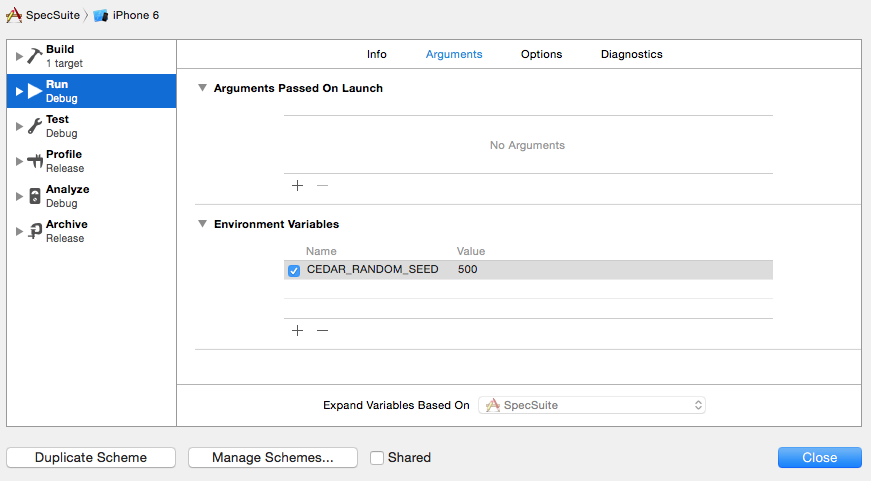 SpecSuite iPhone 6
Build
1 target
Run
Debug
Test
Debug
Profile
Release
Analyze
Debug
Archive
Release
Info Arguments Options Diagnostics
Arguments Passed On Launch
No Arguments
Environment Variables
Name Value
CEDAR_RANDOM_SEED 500
Expand Variables Based On SpecSuite
Duplicate Scheme Manage Schemes... Shared Close